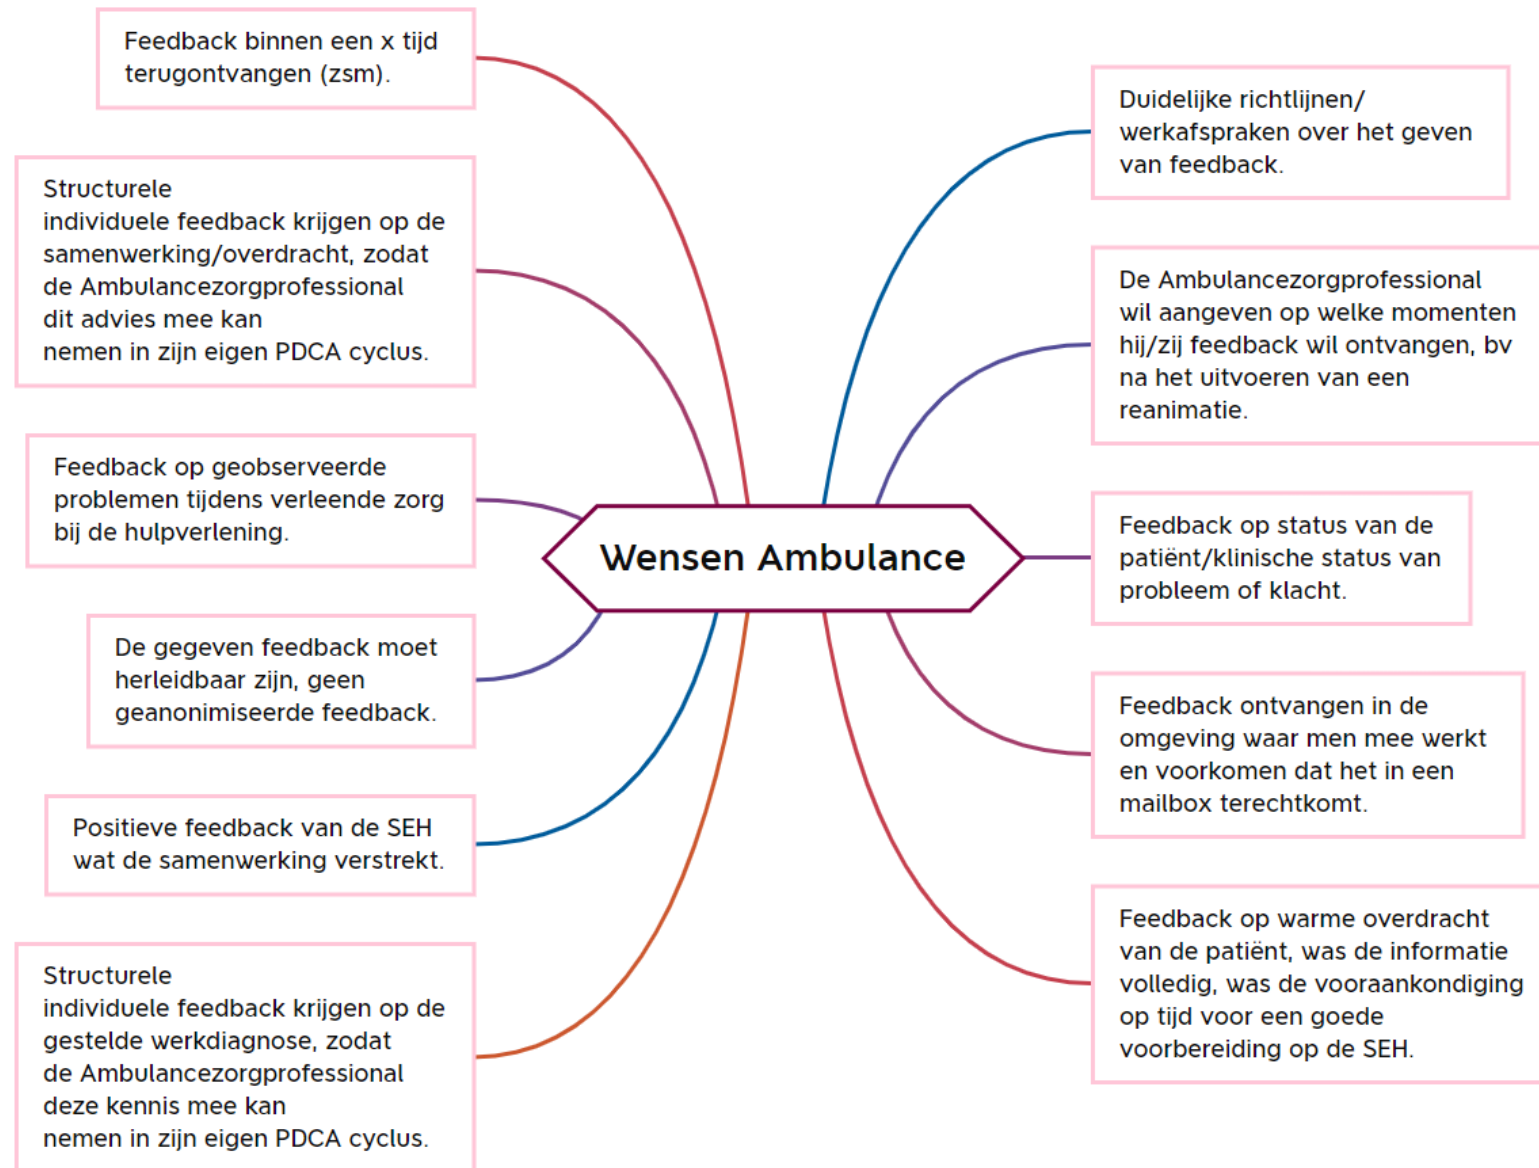 Feedback binnen een x tijd
terugontvangen (zsm).
Structurele
individuele feedback krijgen op de
samenwerking/overdracht, zodat
de Ambulancezorgprofessional
dit advies mee kan
nemen in zijn eigen PDCA cyclus.
Feedback op geobserveerde
problemen tijdens verleende zorg
bij de hulpverlening.
De gegeven feedback moet
herleidbaar zijn, geen
geanonimiseerde feedback.
Positieve feedback van de SEH
wat de samenwerking verstrekt.
Structurele
individuele feedback krijgen op de
gestelde werkdiagnose, zodat
de Ambulancezorgprofessional
deze kennis mee kan
nemen in zijn eigen PDCA cyclus.
Wensen Ambulance
Duidelijke richtlijnen/
werkafspraken over het geven
van feedback.
De Ambulancezorgprofessional
wil aangeven op welke momenten
hij/zij feedback wil ontvangen, bv
na het uitvoeren van een
reanimatie.
Feedback op status van de
patiënt/klinische status van
probleem of klacht.
Feedback ontvangen in de
omgeving waar men mee werkt
en voorkomen dat het in een
mailbox terechtkomt.
Feedback op warme overdracht
van de patiënt, was de informatie
volledig, was de vooraankondiging
op tijd voor een goede
voorbereiding op de SEH.